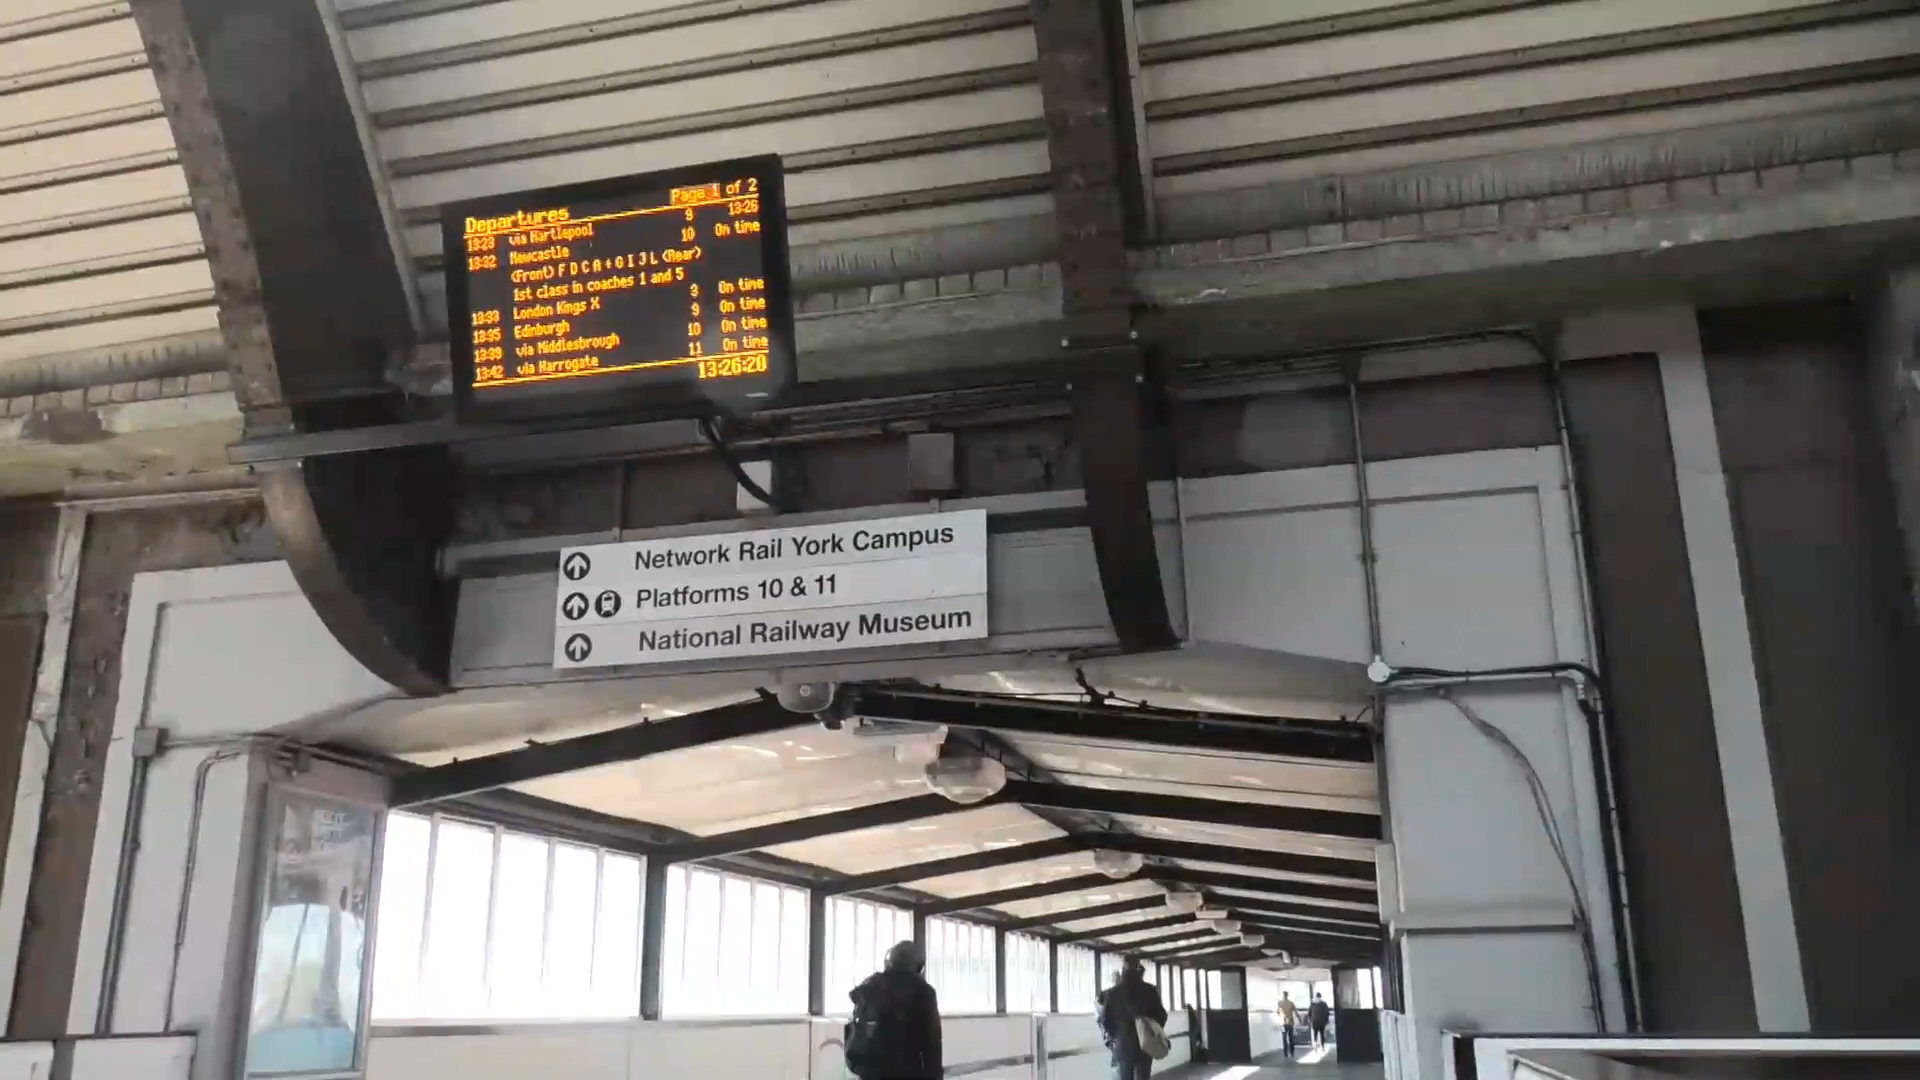 Departures Page 1 of 2
13:23 via Hartlepool 9 13:26
13:32 Newcastle 10 On time
(Front) F D C A + G I J L (Rear)
1st class in coaches 1 and 5
13:33 London Kings X 3 On time
13:35 Edinburgh 9 On time
13:39 via Middlesbrough 10 On time
13:42 via Harrogate 11 On time
13:26:20
Network Rail York Campus
Platforms 10 & 11
National Railway Museum